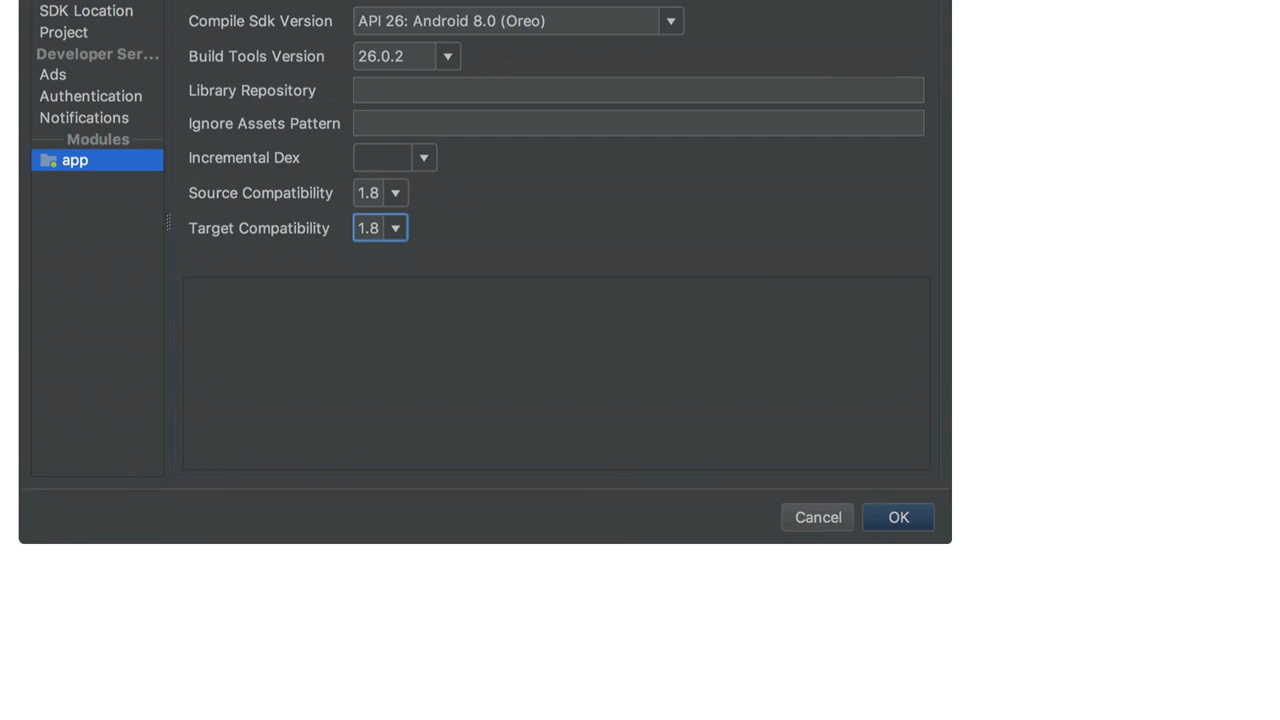 SDK Location
Project
Developer Ser...
Ads
Authentication
Notifications
Modules
app
Compile Sdk Version API 26: Android 8.0 (Oreo)
Build Tools Version 26.0.2
Library Repository
Ignore Assets Pattern
Incremental Dex
Source Compatibility 1.8
Target Compatibility 1.8
Cancel OK